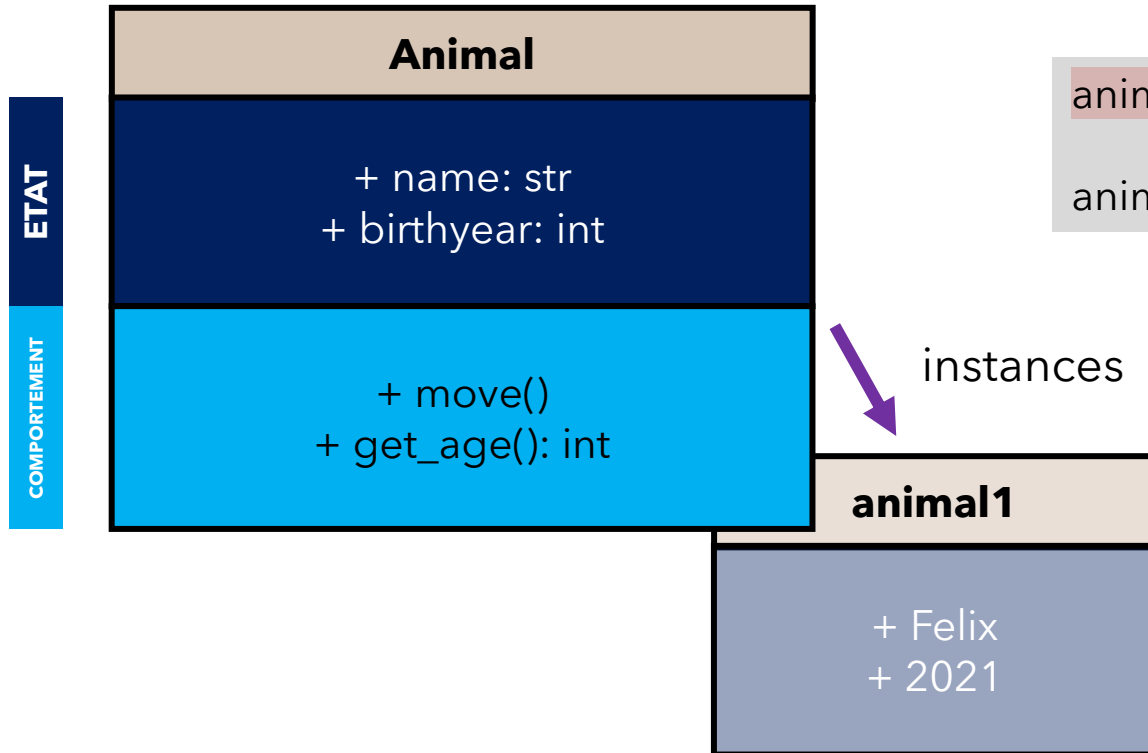 Animal
ETAT
+ name: str
+ birthyear: int
COMPORTEMENT
+ move()
+ get_age(): int
instances
animal1
+ Felix
+ 2021